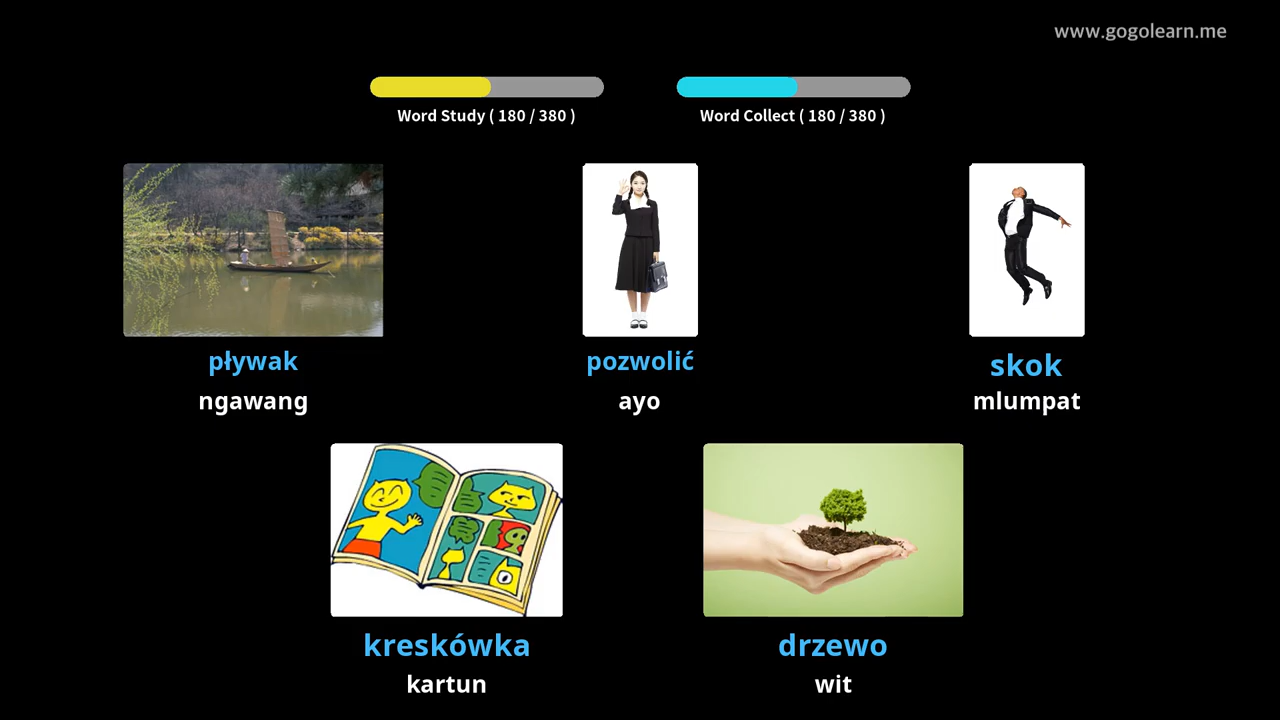 www.gogolearn.me
Word Study ( 180 / 380 )
Word Collect ( 180 / 380 )
pływak
pozwolić
skok
ngawang
ayo
mlumpat
kreskówka
drzewo
kartun
wit